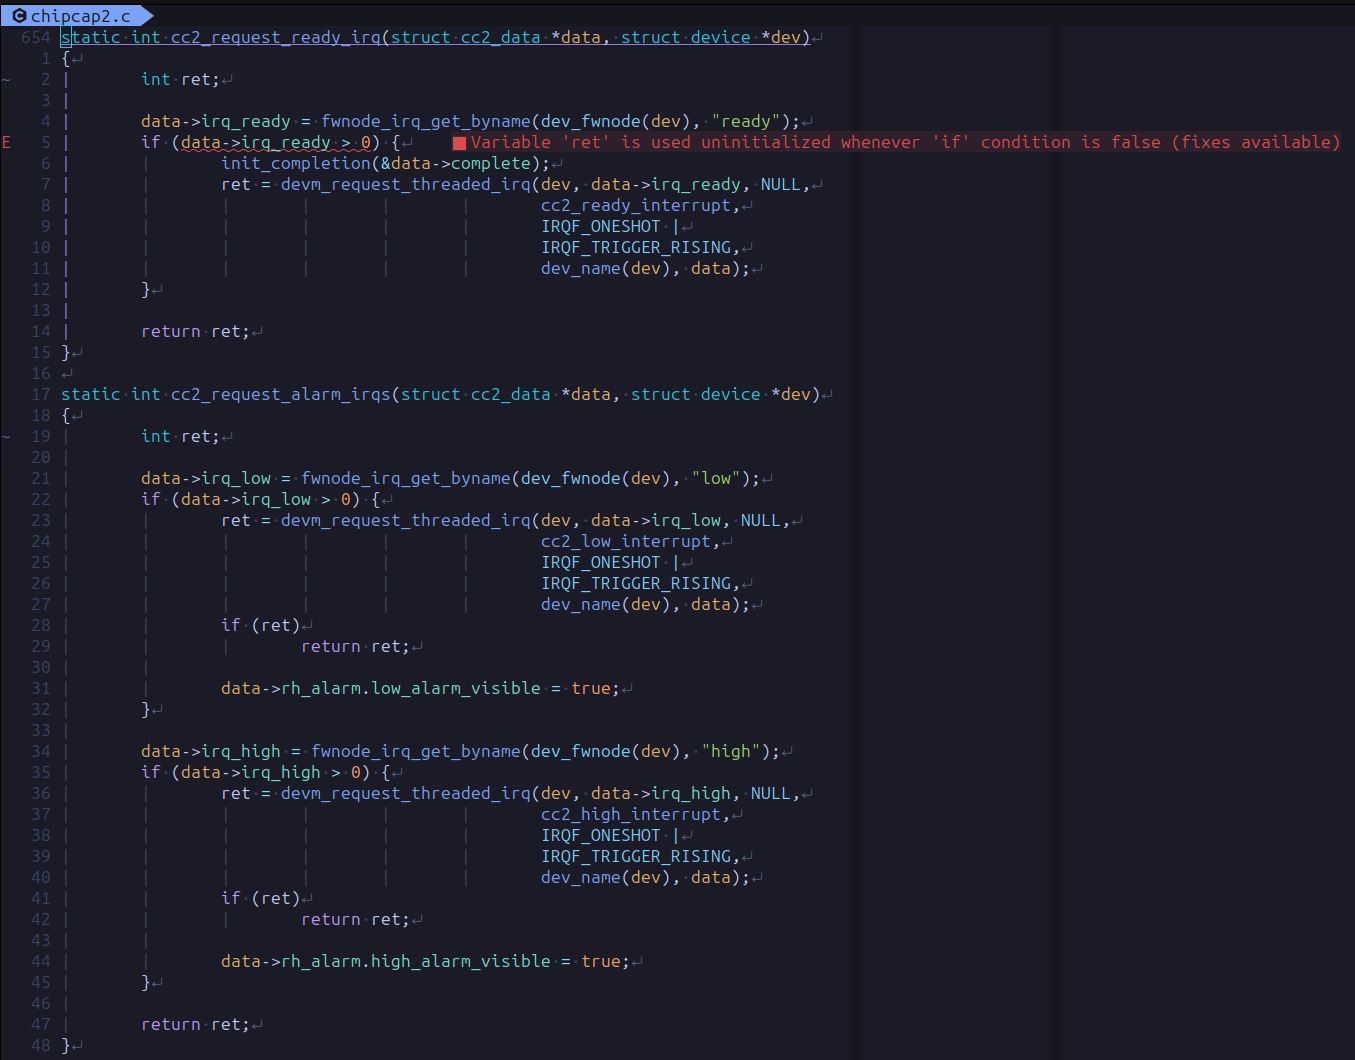 chipcap2.c
654 static int cc2_request_ready_irq(struct cc2_data *data, struct device *dev)
1 {
~ 2 int ret;
3
4 data->irq_ready = fwnode_irq_get_byname(dev_fwnode(dev), "ready");
E 5 if (data->irq_ready > 0) { ■ Variable 'ret' is used uninitialized whenever 'if' condition is false (fixes available)
6 init_completion(&data->complete);
7 ret = devm_request_threaded_irq(dev, data->irq_ready, NULL,
8 cc2_ready_interrupt,
9 IRQF_ONESHOT |
10 IRQF_TRIGGER_RISING,
11 dev_name(dev), data);
12 }
13
14 return ret;
15 }
16
17 static int cc2_request_alarm_irqs(struct cc2_data *data, struct device *dev)
18 {
~ 19 int ret;
20
21 data->irq_low = fwnode_irq_get_byname(dev_fwnode(dev), "low");
22 if (data->irq_low > 0) {
23 ret = devm_request_threaded_irq(dev, data->irq_low, NULL,
24 cc2_low_interrupt,
25 IRQF_ONESHOT |
26 IRQF_TRIGGER_RISING,
27 dev_name(dev), data);
28 if (ret)
29 return ret;
30
31 data->rh_alarm.low_alarm_visible = true;
32 }
33
34 data->irq_high = fwnode_irq_get_byname(dev_fwnode(dev), "high");
35 if (data->irq_high > 0) {
36 ret = devm_request_threaded_irq(dev, data->irq_high, NULL,
37 cc2_high_interrupt,
38 IRQF_ONESHOT |
39 IRQF_TRIGGER_RISING,
40 dev_name(dev), data);
41 if (ret)
42 return ret;
43
44 data->rh_alarm.high_alarm_visible = true;
45 }
46
47 return ret;
48 }